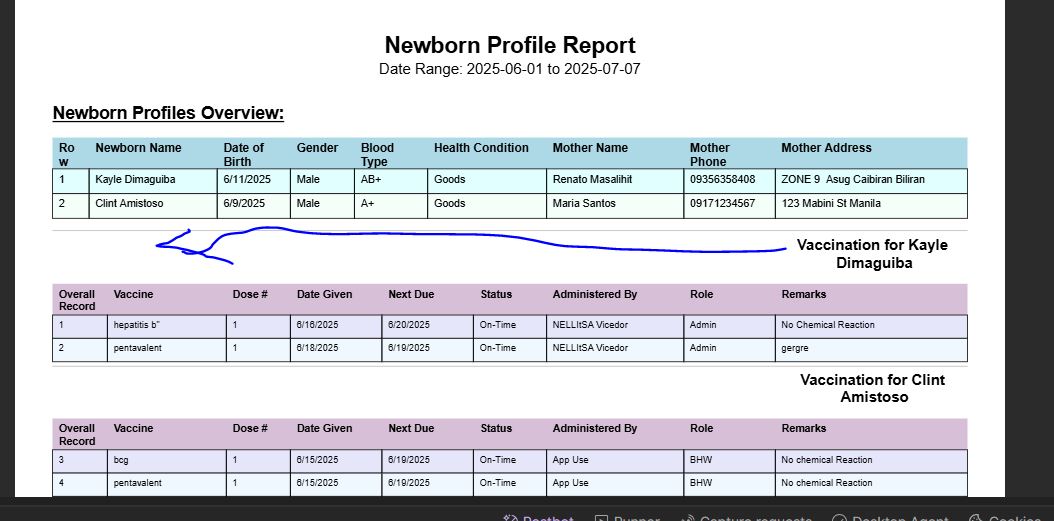 Newborn Profile Report
Date Range: 2025-06-01 to 2025-07-07
Newborn Profiles Overview:
Row Newborn Name Date of Birth Gender Blood Type Health Condition Mother Name Mother Phone Mother Address
1 Kayle Dimaguiba 6/11/2025 Male AB+ Goods Renato Masalihit 09356358408 ZONE 9 Asug Caibiran Biliran
2 Clint Amistoso 6/9/2025 Male A+ Goods Maria Santos 09171234567 123 Mabini St Manila
Vaccination for Kayle
Dimaguiba
Overall Record Vaccine Dose # Date Given Next Due Status Administered By Role Remarks
1 hepatitis b" 1 6/16/2025 6/20/2025 On-Time NELLItSA Vicedor Admin No Chemical Reaction
2 pentavalent 1 6/18/2025 6/19/2025 On-Time NELLItSA Vicedor Admin gergre
Vaccination for Clint
Amistoso
Overall Record Vaccine Dose # Date Given Next Due Status Administered By Role Remarks
3 bcg 1 6/15/2025 6/19/2025 On-Time App Use BHW No chemical Reaction
4 pentavalent 1 6/15/2025 6/19/2025 On-Time App Use BHW No chemical Reaction
Postbot Runner Capture requests Desktop Agent Cookies